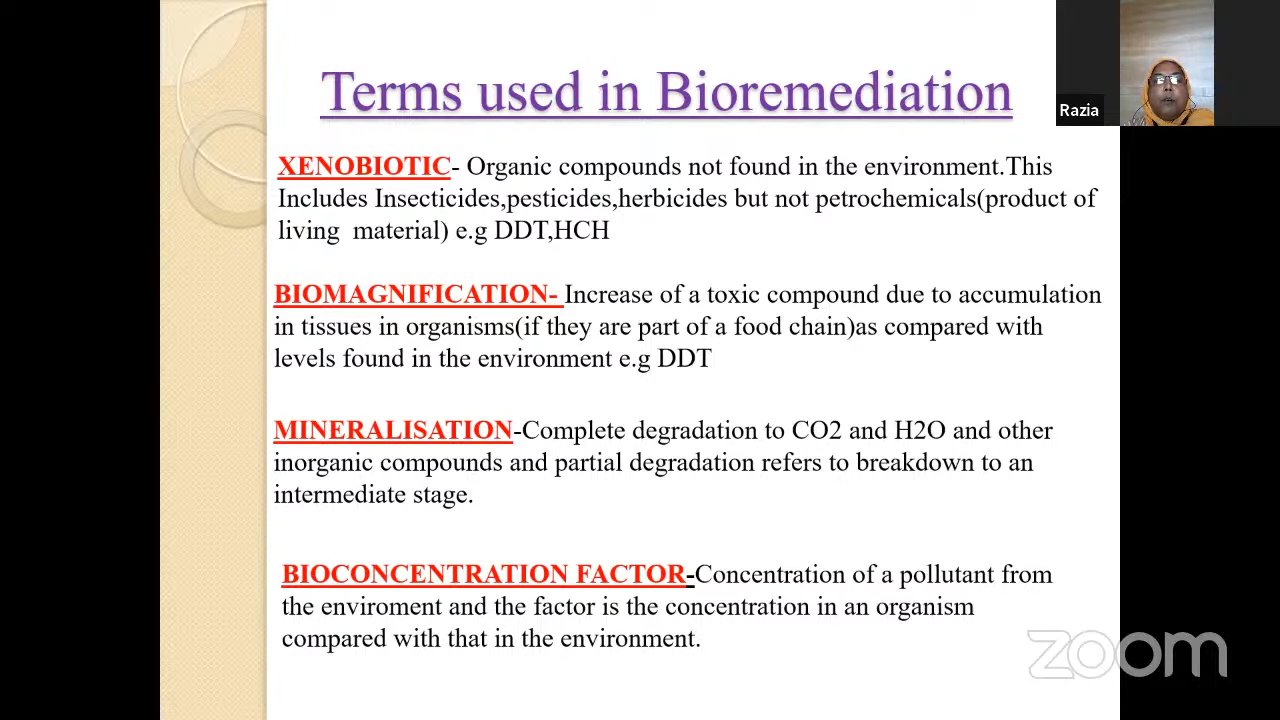 Terms used in Bioremediation
Razia
XENOBIOTIC- Organic compounds not found in the environment.This
Includes Insecticides,pesticides,herbicides but not petrochemicals(product of
living material) e.g DDT,HCH
BIOMAGNIFICATION- Increase of a toxic compound due to accumulation
in tissues in organisms(if they are part of a food chain)as compared with
levels found in the environment e.g DDT
MINERALISATION-Complete degradation to CO2 and H2O and other
inorganic compounds and partial degradation refers to breakdown to an
intermediate stage.
BIOCONCENTRATION FACTOR-Concentration of a pollutant from
the enviroment and the factor is the concentration in an organism
compared with that in the environment.
zoom